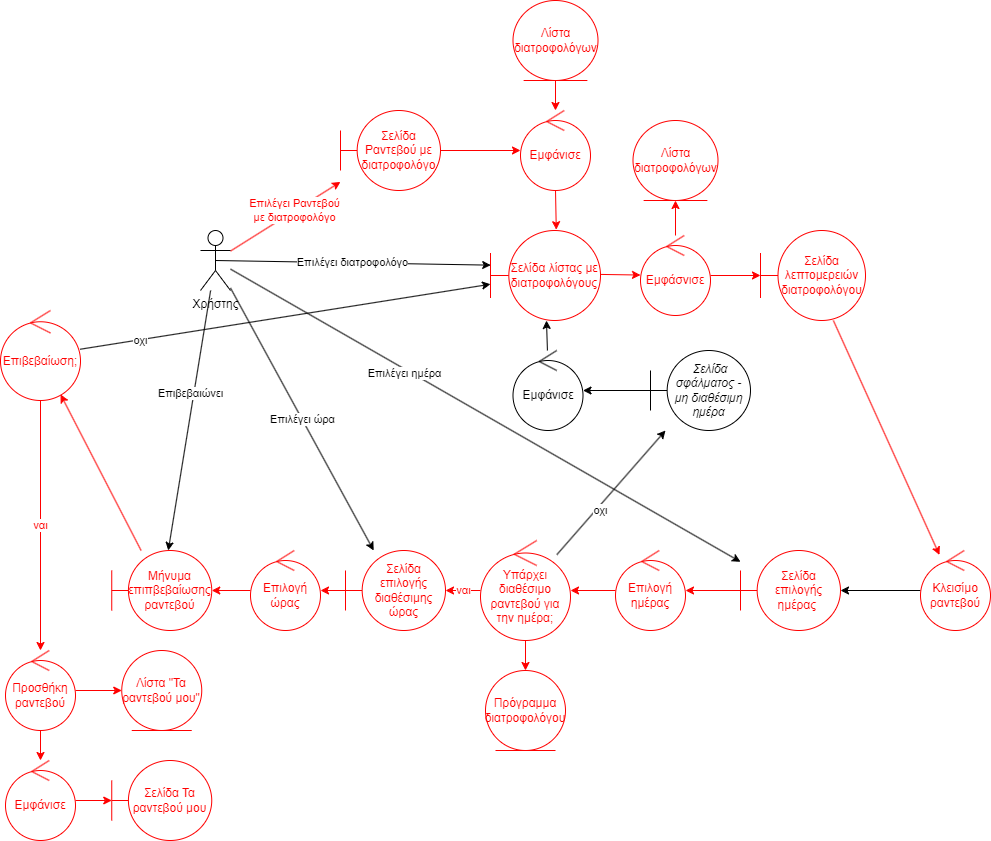 Λίστα
διατροφολόγων
Σελίδα
Ραντεβού με
διατροφολόγο
Εμφάνισε
Λίστα
διατροφολόγων
Επιλέγει Ραντεβού
με διατροφολόγο
Χρήστης
Επιλέγει διατροφολόγο
Σελίδα λίστας με
διατροφολόγους
Εμφάσνισε
Σελίδα
λεπτομερειών
διατροφολόγου
Επιβεβαίωση;
οχι
Επιβεβαιώνει
Επιλέγει ώρα
Επιλέγει ημέρα
Εμφάνισε
Σελίδα
σφάλματος -
μη διαθέσιμη
ημέρα
ναι
οχι
Μήνυμα
επιπβεβαίωσης
ραντεβού
Επιλογή
ώρας
Σελίδα
επιλογής
διαθέσιμης
ώρας
ναι
Υπάρχει
διαθέσιμο
ραντεβού για
την ημέρα;
Επιλογή
ημέρας
Σελίδα
επιλογής
ημέρας
Κλεισίμο
ραντεβού
Προσθήκη
ραντεβού
Λίστα "Τα
ραντεβού μου"
Πρόγραμμα
διατροφολόγου
Εμφάνισε
Σελίδα Τα
ραντεβού μου